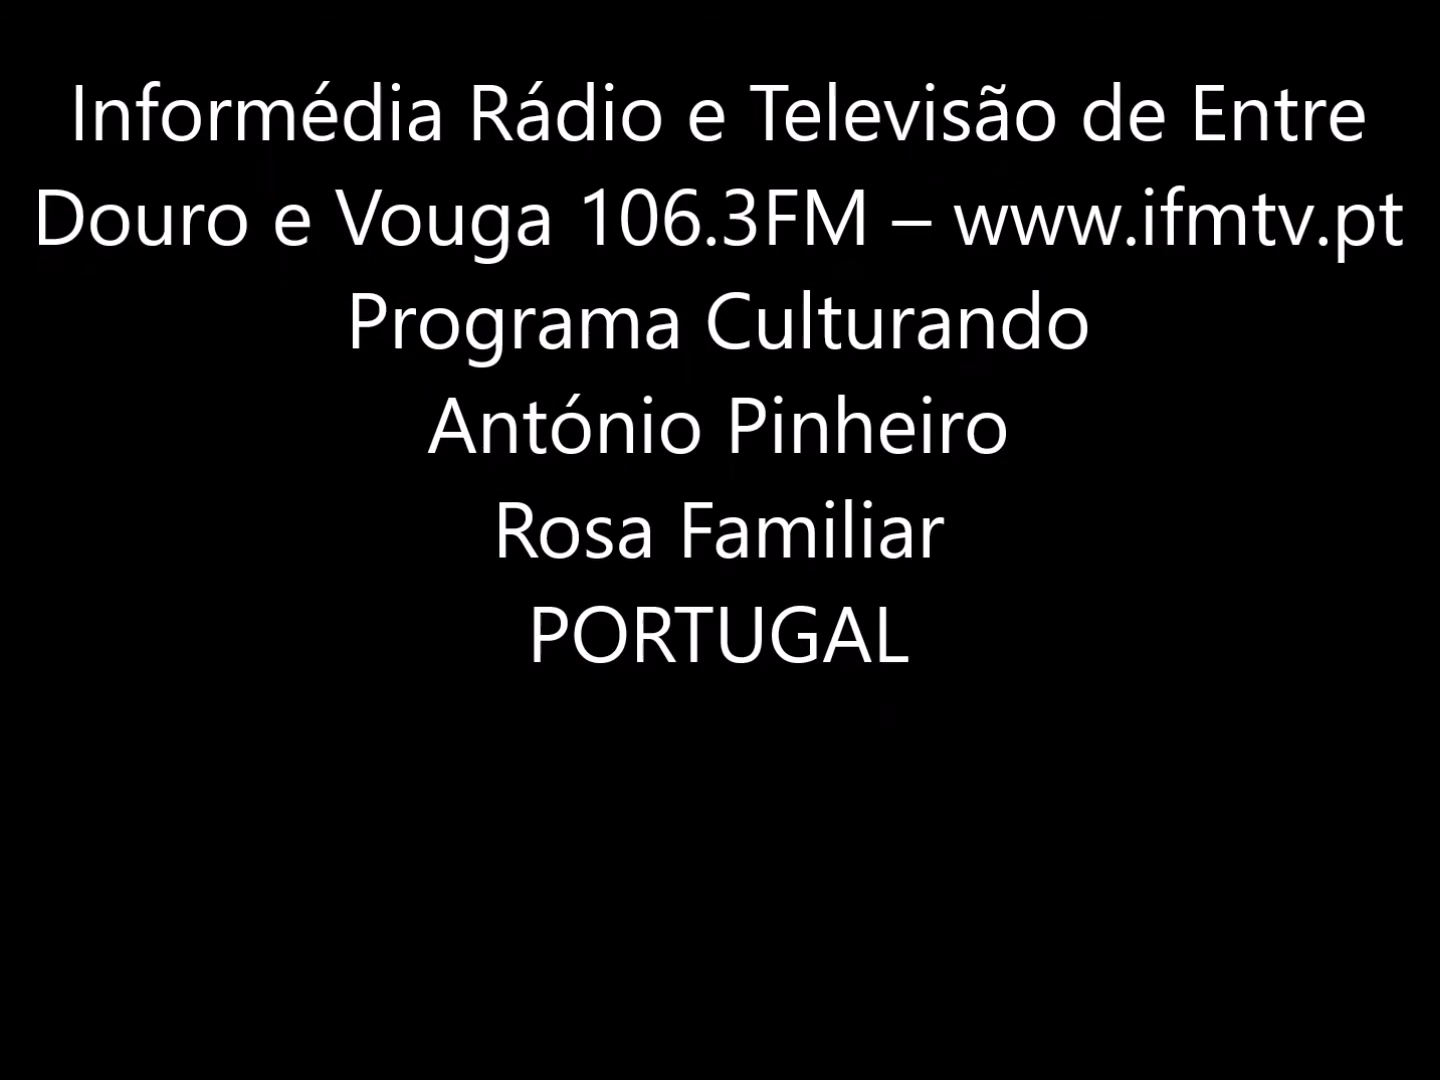 Informédia Rádio e Televisão de Entre
Douro e Vouga 106.3FM – www.ifmtv.pt
Programa Culturando
António Pinheiro
Rosa Familiar
PORTUGAL